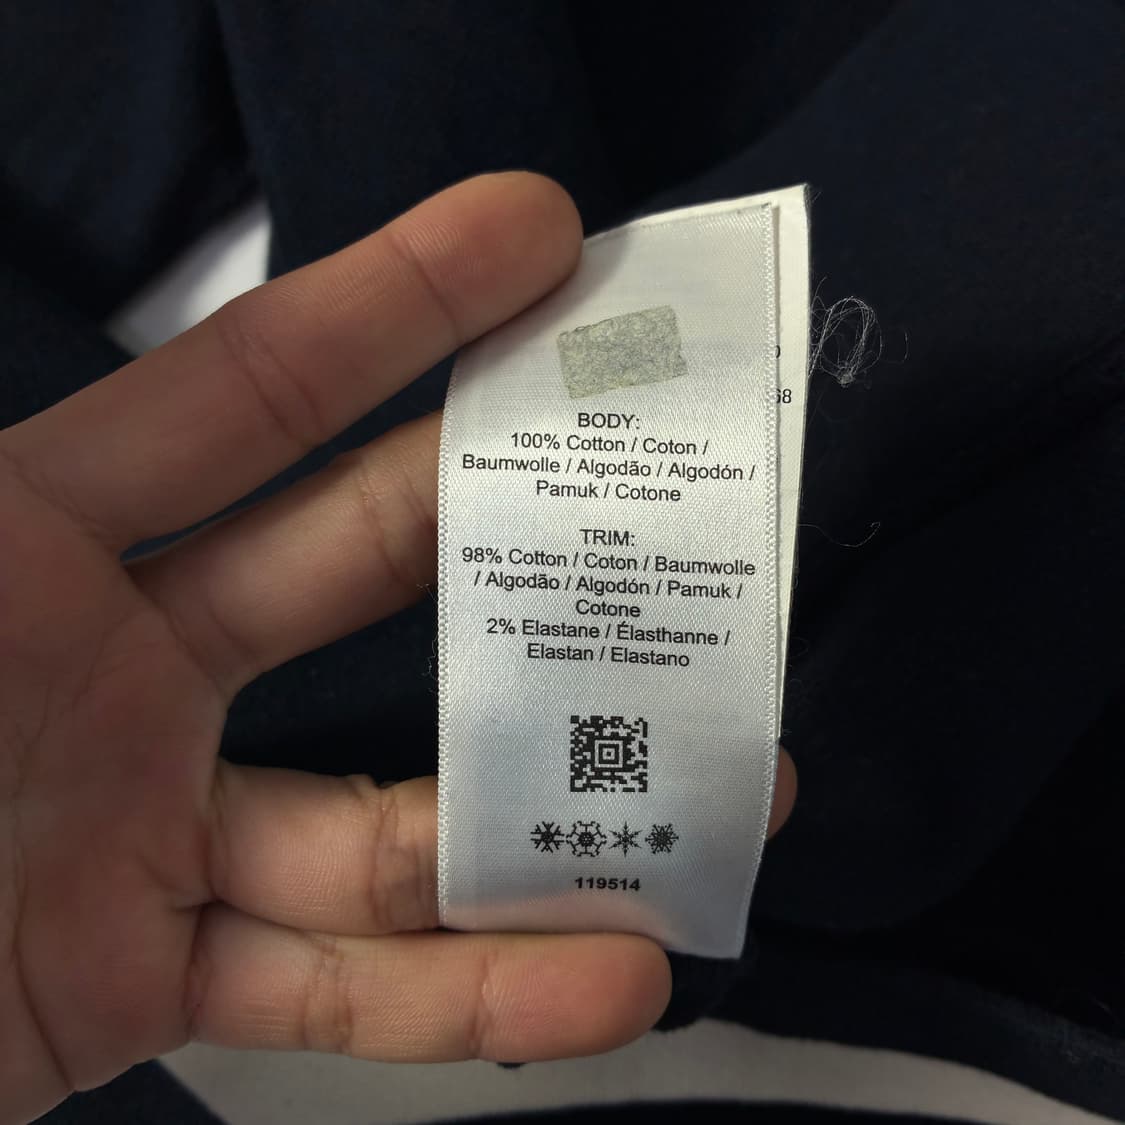 BODY:
100% Cotton / Coton /
Baumwolle / Algodão / Algodón /
Pamuk / Cotone
TRIM:
98% Cotton / Coton / Baumwolle
/ Algodão / Algodón / Pamuk /
Cotone
2% Elastane / Élasthanne /
Elastan / Elastano
119514